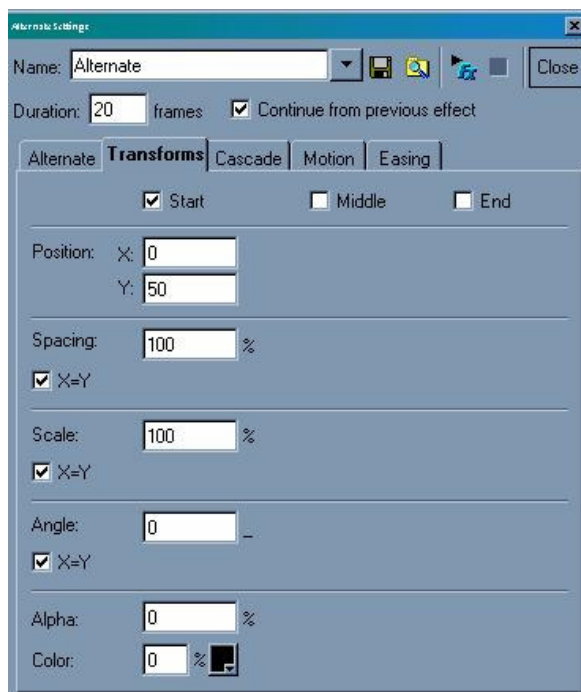 Alternate Settings
Name: Alternate Close
Duration: 20 frames Continue from previous effect
Alternate Transforms Cascade Motion Easing
Start Middle End
Position: X: 0
Y: 50
Spacing: 100 %
X=Y
Scale: 100 %
X=Y
Angle: 0 _
X=Y
Alpha: 0 %
Color: 0 %